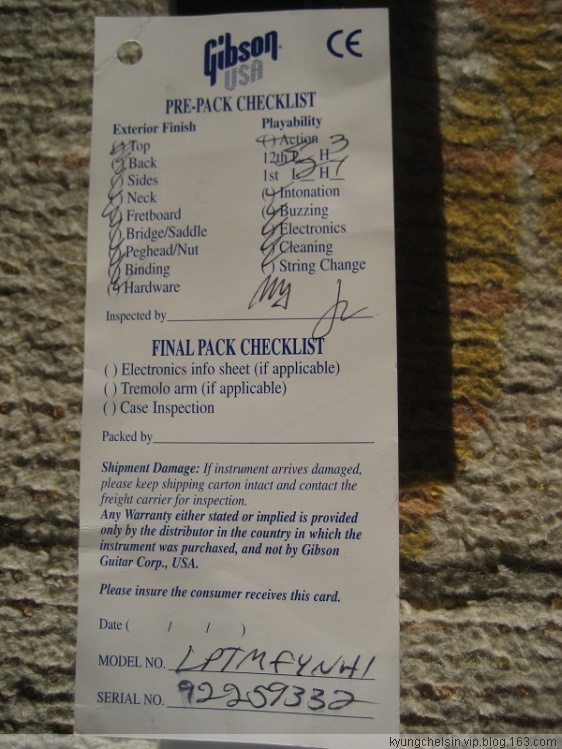 Gibson
USA
CE
PRE-PACK CHECKLIST
Exterior Finish
( ) Top
( ) Back
( ) Sides
( ) Neck
( ) Fretboard
( ) Bridge/Saddle
( ) Peghead/Nut
( ) Binding
( ) Hardware
Playability
( ) Action
12th H 3
1st H 1
( ) Intonation
( ) Buzzing
( ) Electronics
( ) Cleaning
( ) String Change
Inspected by
FINAL PACK CHECKLIST
( ) Electronics info sheet (if applicable)
( ) Tremolo arm (if applicable)
( ) Case Inspection
Packed by
Shipment Damage: If instrument arrives damaged,
please keep shipping carton intact and contact the
freight carrier for inspection.
Any Warranty either stated or implied is provided
only by the distributor in the country in which the
instrument was purchased, and not by Gibson
Guitar Corp., USA.
Please insure the consumer receives this card.
Date ( / / )
MODEL NO. LPTMFYNH1
SERIAL NO. 92259332
kyungchelsin.vip.blog.163.com